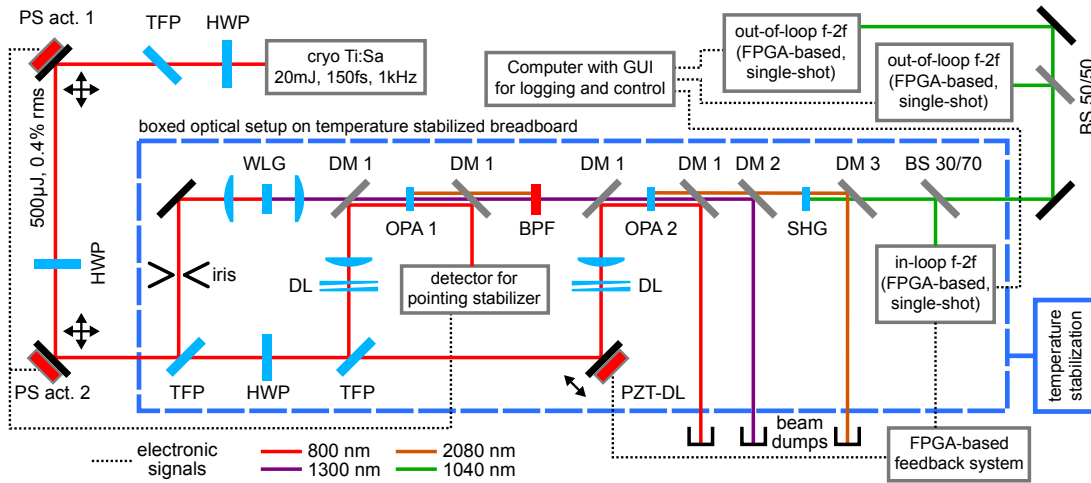 PS act. 1
TFP
HWP
cryo Ti:Sa
20mJ, 150fs, 1kHz
Computer with GUI
for logging and control
out-of-loop f-2f
(FPGA-based,
single-shot)
out-of-loop f-2f
(FPGA-based,
single-shot)
BS 50/50
500µJ, 0.4% rms
HWP
PS act. 2
boxed optical setup on temperature stabilized breadboard
WLG
DM 1
DM 1
DM 1
DM 1
DM 2
DM 3
BS 30/70
OPA 1
BPF
OPA 2
SHG
iris
DL
detector for
pointing stabilizer
DL
in-loop f-2f
(FPGA-based,
single-shot)
TFP
HWP
TFP
PZT-DL
temperature
stabilization
beam
dumps
FPGA-based
feedback system
electronic
signals
800 nm
1300 nm
2080 nm
1040 nm